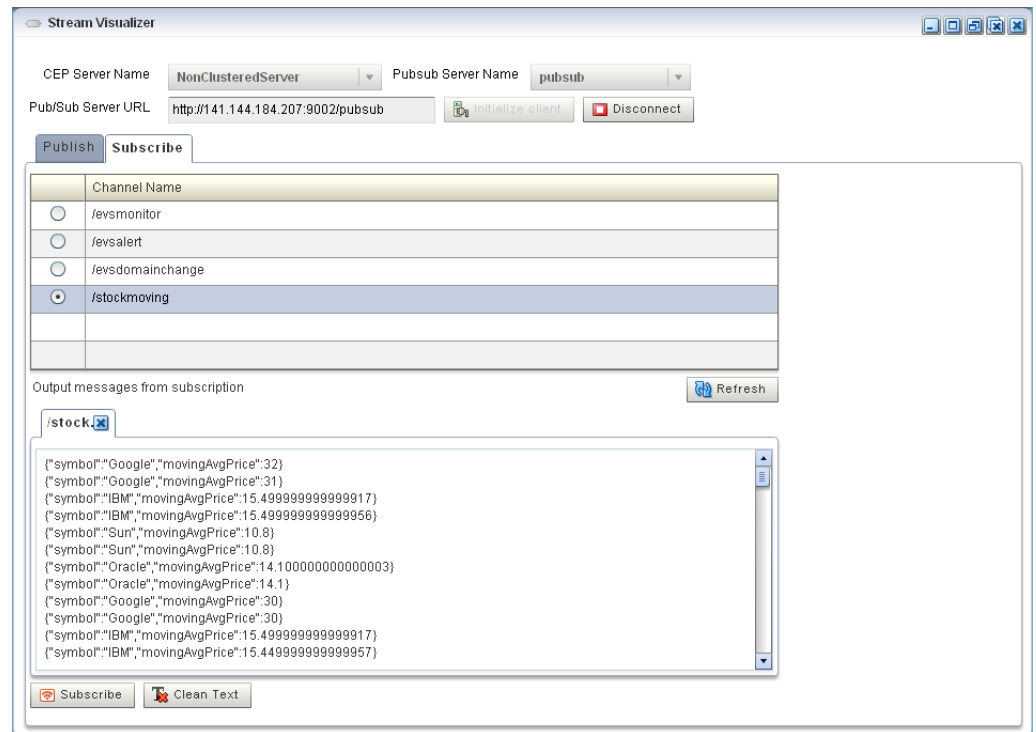 Stream Visualizer
CEP Server Name NonClusteredServer Pubsub Server Name pubsub
Pub/Sub Server URL http://141.144.184.207:9002/pubsub Initialize client Disconnect
Publish Subscribe
Channel Name
/evsmonitor
/evsalert
/evsdomainchange
/stockmoving
Output messages from subscription Refresh
/stock.
{"symbol":"Google","movingAvgPrice":32}
{"symbol":"Google","movingAvgPrice":31}
{"symbol":"IBM","movingAvgPrice":15.499999999999917}
{"symbol":"IBM","movingAvgPrice":15.499999999999956}
{"symbol":"Sun","movingAvgPrice":10.8}
{"symbol":"Sun","movingAvgPrice":10.8}
{"symbol":"Oracle","movingAvgPrice":14.100000000000003}
{"symbol":"Oracle","movingAvgPrice":14.1}
{"symbol":"Google","movingAvgPrice":30}
{"symbol":"Google","movingAvgPrice":30}
{"symbol":"IBM","movingAvgPrice":15.499999999999917}
{"symbol":"IBM","movingAvgPrice":15.449999999999957}
Subscribe Clean Text